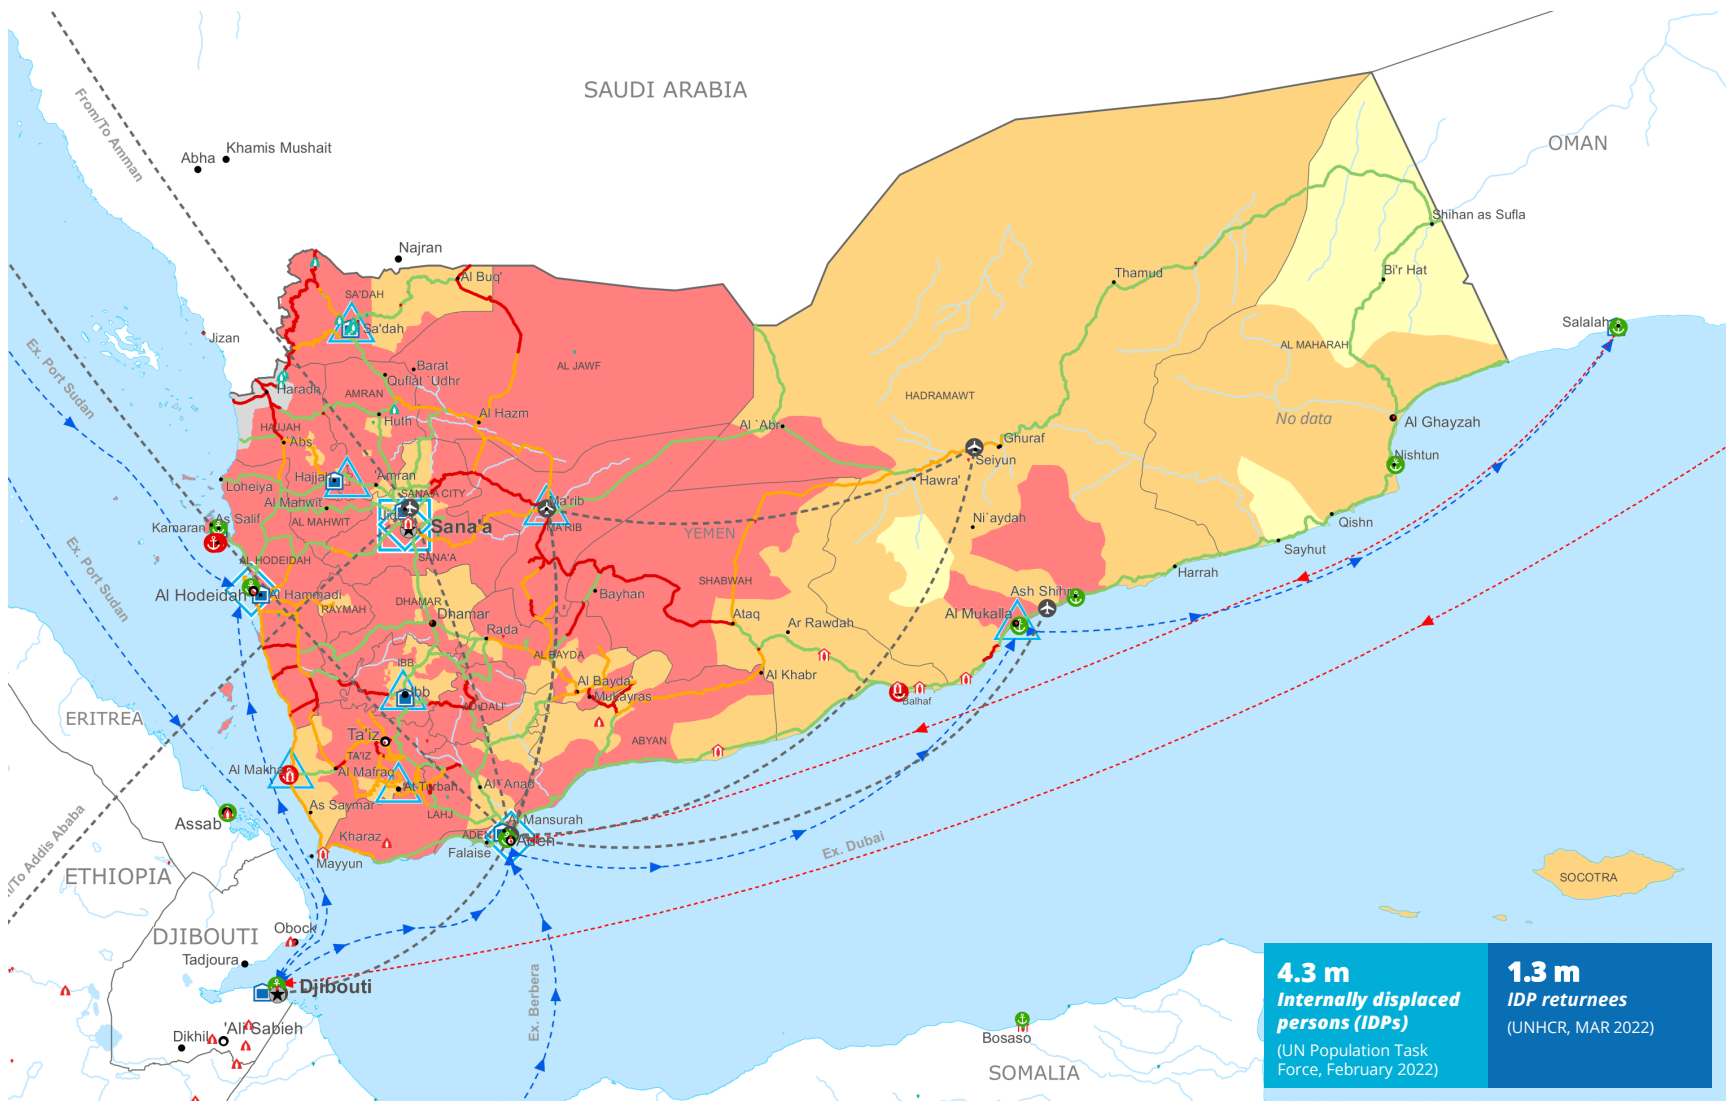 SAUDI ARABIA
OMAN
From/To Amman
Khamis Mushait
Abha
Najran
Shihan as Sufla
Al Buq'
Bi'r Hat
Thamud
SA'DAH
Sa'dah
Salalah
Jizan
AL MAHARAH
Ex. Port Sudan
Barat
AL JAWF
Quflat `Udhr
Haradh
AMRAN
HADRAMAWT
Al Hazm
No data
Al Ghayzah
Huth
HAJJAH
Al `Abr
Abs
Ghuraf
Nishtun
Seiyun
Hajjah
Amran
Hawra'
Loheiya
SANA'A CITY
Ma'rib
Al Mahwit
AL MAHWIT
Qishn
As Salif
Kamaran
Sana'a
MA'RIB
Ni`aydah
YEMEN
Sayhut
Ex. Port Sudan
AL HODEIDAH
SANA'A
Harrah
SHABWAH
Al Hodeidah
Al Hammadi
Bayhan
Ash Shihr
RAYMAH
DHAMAR
Dhamar
Ataq
Al Mukalla
Ar Rawdah
Rada
AL BAYDA
IBB
Al Khabr
Al Bayda'
Ibb
Mukayras
AD DALI'
Balhaf
ERITREA
Ta'iz
ABYAN
TA'IZ
Al Makha
Al Mafraq
At Turbah
Al `Anad
As Saymar
LAHJ
Al Mansurah
Assab
Kharaz
ADEN
Aden
Falaise
Ex. Dubai
Mayyun
/To Addis Ababa
ETHIOPIA
SOCOTRA
Obock
DJIBOUTI
Tadjoura
Djibouti
Ex. Berbera
'Ali Sabieh
Dikhil
Bosaso
SOMALIA
4.3 m
Internally displaced
persons (IDPs)
(UN Population Task
Force, February 2022)
1.3 m
IDP returnees
(UNHCR, MAR 2022)